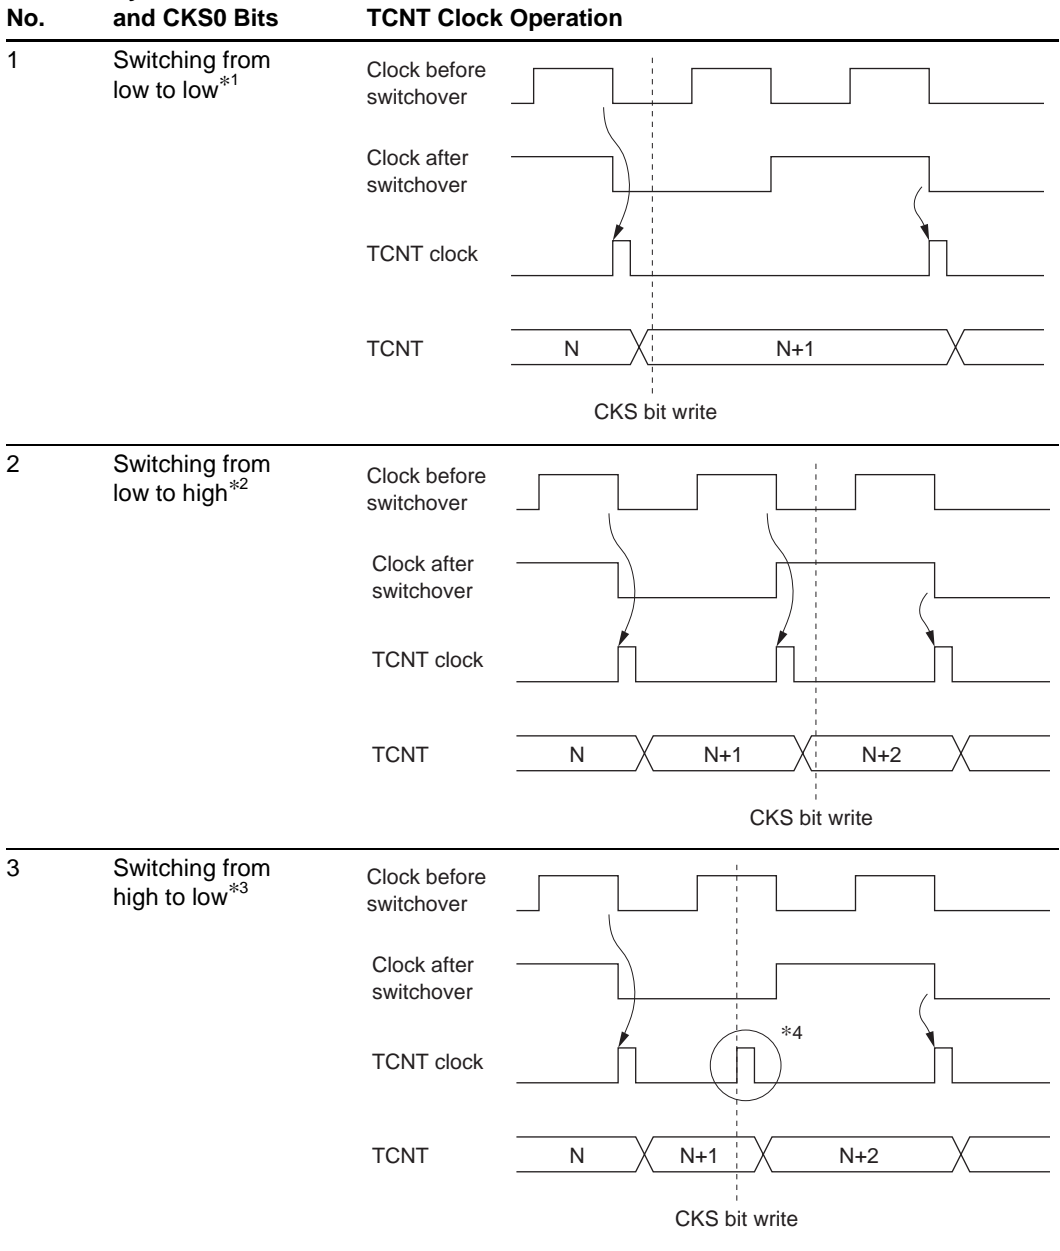 No.
and CKS0 Bits
TCNT Clock Operation
1
Switching from
low to low*1
Clock before
switchover
Clock after
switchover
TCNT clock
TCNT
N
N+1
CKS bit write
2
Switching from
low to high*2
Clock before
switchover
Clock after
switchover
TCNT clock
TCNT
N
N+1
N+2
CKS bit write
3
Switching from
high to low*3
Clock before
switchover
Clock after
switchover
*4
TCNT clock
TCNT
N
N+1
N+2
CKS bit write